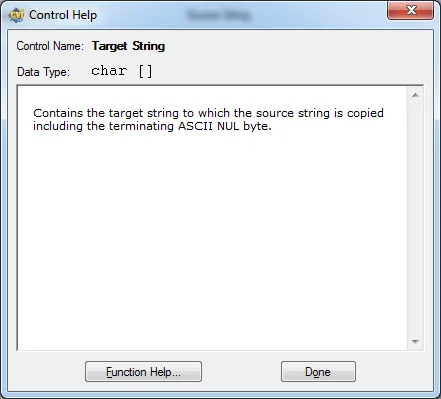 Control Help
Source String
Control Name: Target String
Data Type: char []
Contains the target string to which the source string is copied
including the terminating ASCII NUL byte.
Function Help...
Done